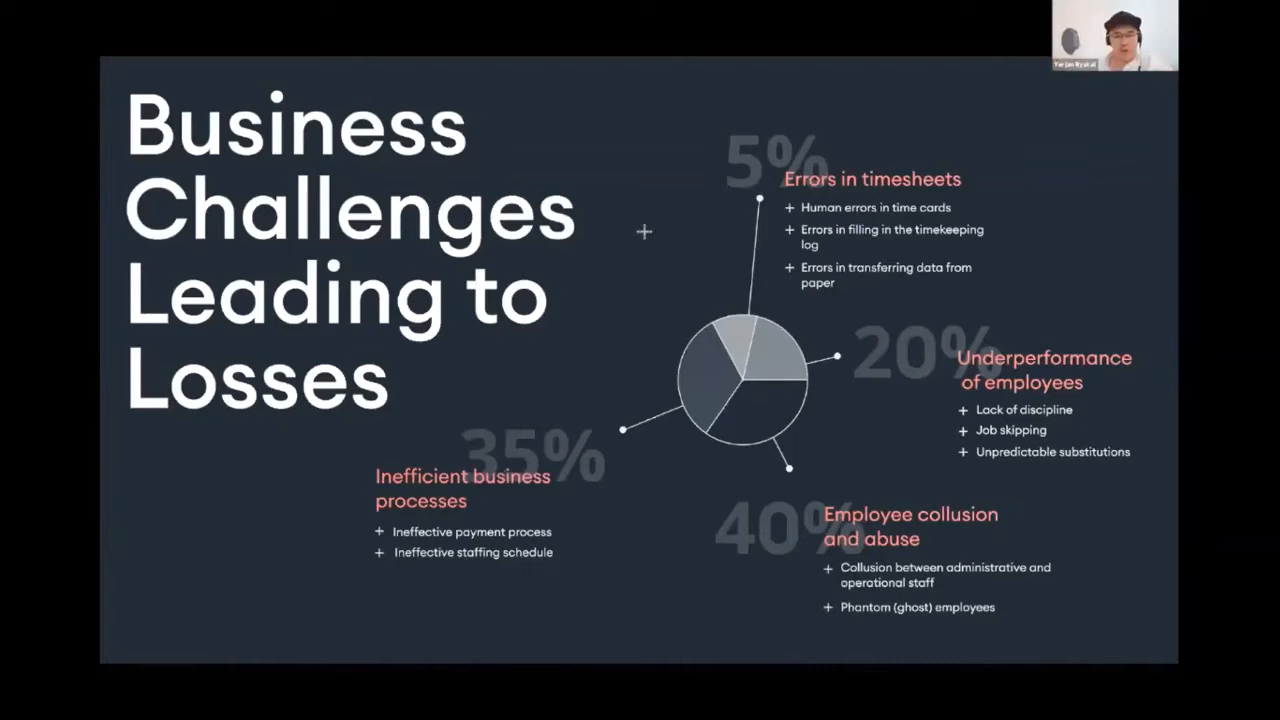 Business
Challenges
Leading to
Losses
5%
Errors in timesheets
+ Human errors in time cards
+ Errors in filling in the timekeeping
log
+ Errors in transferring data from
paper
20%
Underperformance
of employees
+ Lack of discipline
+ Job skipping
+ Unpredictable substitutions
35%
Inefficient business
processes
+ Ineffective payment process
+ Ineffective staffing schedule
40%
Employee collusion
and abuse
+ Collusion between administrative and
operational staff
+ Phantom (ghost) employees